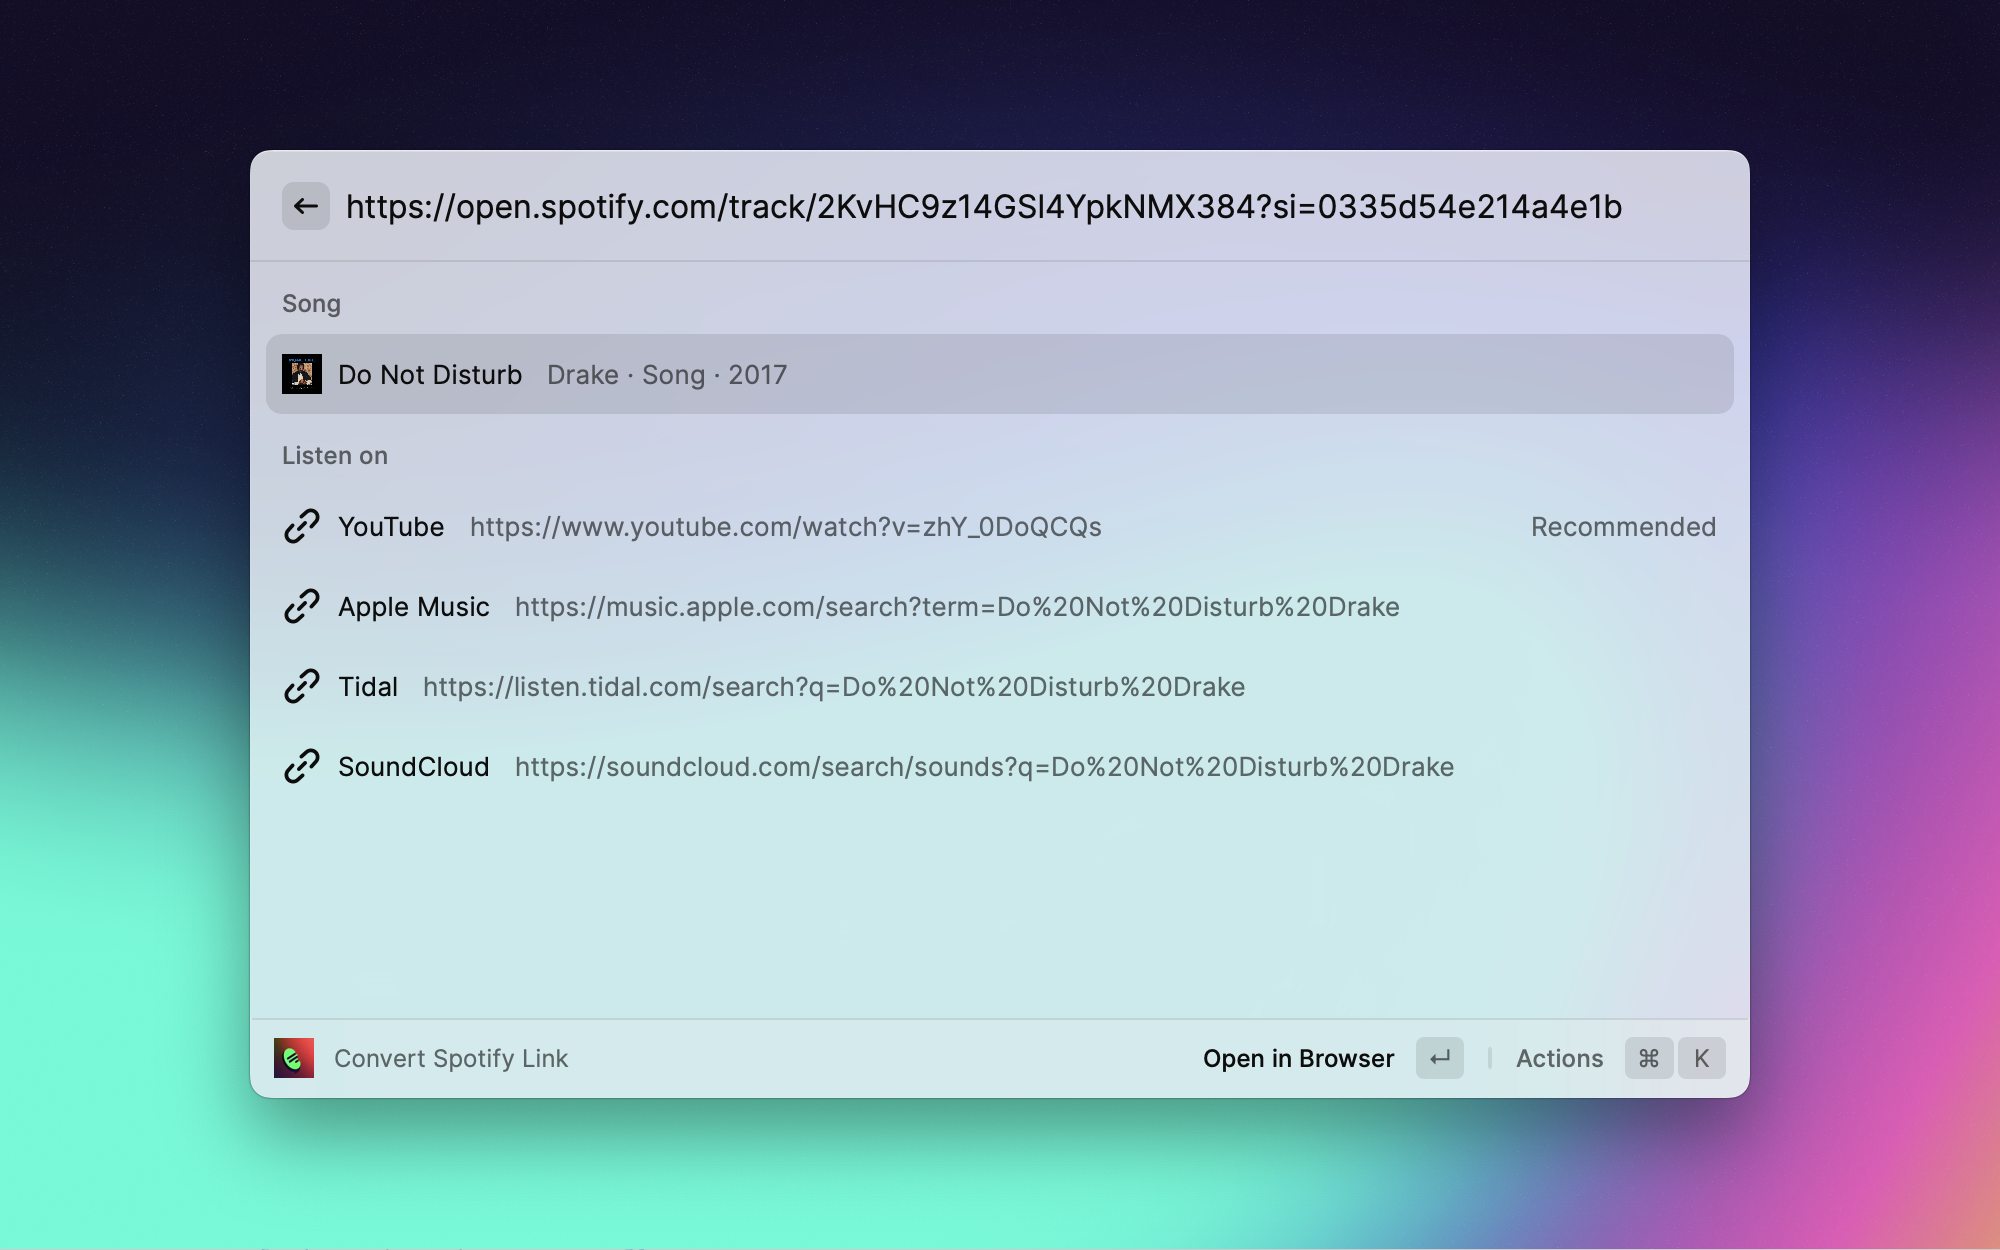 https://open.spotify.com/track/2KvHC9z14GSl4YpkNMX384?si=0335d54e214a4e1b
Song
Do Not Disturb Drake · Song · 2017
Listen on
YouTube https://www.youtube.com/watch?v=zhY_0DoQCQs Recommended
Apple Music https://music.apple.com/search?term=Do%20Not%20Disturb%20Drake
Tidal https://listen.tidal.com/search?q=Do%20Not%20Disturb%20Drake
SoundCloud https://soundcloud.com/search/sounds?q=Do%20Not%20Disturb%20Drake
Convert Spotify Link Open in Browser ↵ Actions ⌘ K